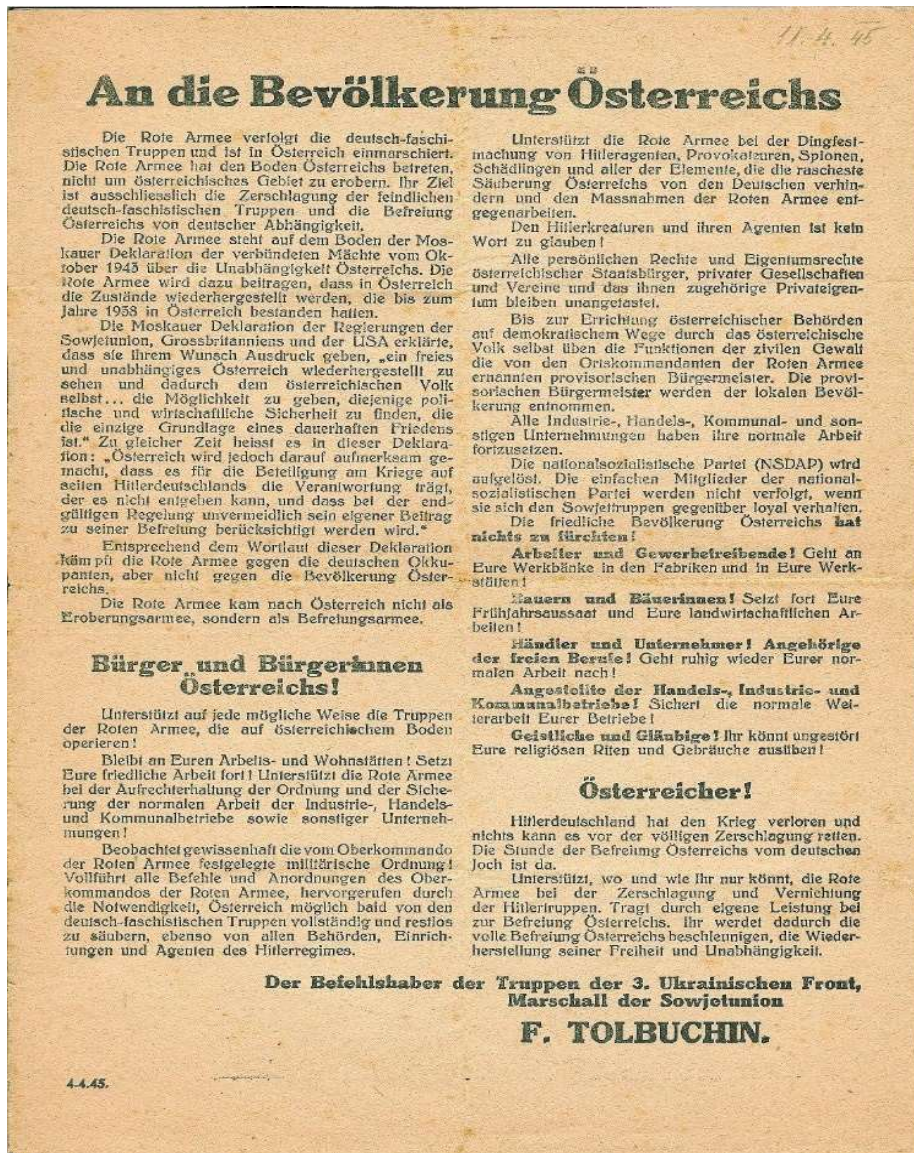 11. 4. 45
An die Bevölkerung Österreichs
Die Rote Armee verfolgt die deutsch-faschi-
stischen Truppen und ist in Österreich einmarschiert.
Die Rote Armee hat den Boden Österreichs betreten,
nicht um österreichisches Gebiet zu erobern. Ihr Ziel
ist ausschliesslich die Zerschlagung der feindlichen
deutsch-faschistischen Truppen und die Befreiung
Österreichs von deutscher Abhängigkeit.
Die Rote Armee steht auf dem Boden der Mos-
kauer Deklaration der verbündeten Mächte vom Ok-
tober 1943 über die Unabhängigkeit Österreichs. Die
Rote Armee wird dazu beitragen, dass in Österreich
die Zustände wiederhergestellt werden, die bis zum
Jahre 1938 in Österreich bestanden hatten.
Die Moskauer Deklaration der Regierungen der
Sowjetunion, Grossbritanniens und der USA erklärte,
dass sie ihrem Wunsch Ausdruck geben, „ein freies
und unabhängiges Österreich wiederhergestellt zu
sehen und dadurch dem österreichischen Volk
selbst... die Möglichkeit zu geben, diejenige poli-
tische und wirtschaftliche Sicherheit zu finden, die
die einzige Grundlage eines dauerhaften Friedens
ist.“ Zu gleicher Zeit heisst es in dieser Deklara-
tion: „Österreich wird jedoch darauf aufmerksam ge-
macht, dass es für die Beteiligung am Kriege auf
seiten Hitlerdeutschlands die Verantwortung trägt,
der es nicht entgehen kann, und dass bei der end-
gültigen Regelung unvermeidlich sein eigener Beitrag
zu seiner Befreiung berücksichtigt werden wird.“
Entsprechend dem Wortlaut dieser Deklaration
kämpft die Rote Armee gegen die deutschen Okku-
panten, aber nicht gegen die Bevölkerung Öster-
reichs.
Die Rote Armee kam nach Österreich nicht als
Eroberungsarmee, sondern als Befreiungsarmee.
Bürger und Bürgerinnen
Österreichs!
Unterstützt auf jede mögliche Weise die Truppen
der Roten Armee, die auf österreichischem Boden
operieren!
Bleibt an Euren Arbeits- und Wohnstätten! Setzt
Eure friedliche Arbeit fort! Unterstützt die Rote Armee
bei der Aufrechterhaltung der Ordnung und der Siche-
rung der normalen Arbeit der Industrie-, Handels-
und Kommunalbetriebe sowie sonstiger Unterneh-
mungen!
Beobachtet gewissenhaft die vom Oberkommando
der Roten Armee festgelegte militärische Ordnung!
Vollführt alle Befehle und Anordnungen des Ober-
kommandos der Roten Armee, hervorgerufen durch
die Notwendigkeit, Österreich möglich bald von den
deutsch-faschistischen Truppen vollständig und restlos
zu säubern, ebenso von allen Behörden, Einrich-
tungen und Agenten des Hitlerregimes.
Unterstützt die Rote Armee bei der Dingfest-
machung von Hitleragenten, Provokateuren, Spionen,
Schädlingen und aller der Elemente, die die rascheste
Säuberung Österreichs von den Deutschen verhin-
dern und den Massnahmen der Roten Armee ent-
gegenarbeiten.
Den Hitlerkreaturen und ihren Agenten ist kein
Wort zu glauben!
Alle persönlichen Rechte und Eigentumsrechte
österreichischer Staatsbürger, privater Gesellschaften
und Vereine und das ihnen zugehörige Privateigen-
tum bleiben unangetastet.
Bis zur Errichtung österreichischer Behörden
auf demokratischem Wege durch das österreichische
Volk selbst üben die Funktionen der zivilen Gewalt
die von den Ortskommandanten der Roten Armee
ernannten provisorischen Bürgermeister. Die provi-
sorischen Bürgermeister werden der lokalen Bevöl-
kerung entnommen.
Alle Industrie-, Handels-, Kommunal- und son-
stigen Unternehmungen haben ihre normale Arbeit
fortzusetzen.
Die nationalsozialistische Partei (NSDAP) wird
aufgelöst. Die einfachen Mitglieder der national-
sozialistischen Partei werden nicht verfolgt, wenn
sie sich den Sowjettruppen gegenüber loyal verhalten.
Die friedliche Bevölkerung Österreichs hat
nichts zu fürchten!
Arbeiter und Gewerbetreibende! Geht an
Eure Werkbänke in den Fabriken und in Eure Werk-
stätten!
Bauern und Bäuerinnen! Setzt fort Eure
Frühjahrsaussaat und Eure landwirtschaftlichen Ar-
beiten!
Händler und Unternehmer! Angehörige
der freien Berufe! Geht ruhig wieder Eurer nor-
malen Arbeit nach!
Angestellte der Handels-, Industrie- und
Kommunalbetriebe! Sichert die normale Wei-
terarbeit Eurer Betriebe!
Geistliche und Gläubige! Ihr könnt ungestört
Eure religiösen Riten und Gebräuche ausüben!
Österreicher!
Hitlerdeutschland hat den Krieg verloren und
nichts kann es vor der völligen Zerschlagung retten.
Die Stunde der Befreiung Österreichs vom deutschen
Joch ist da.
Unterstützt, wo und wie Ihr nur könnt, die Rote
Armee bei der Zerschlagung und Vernichtung
der Hitlertruppen. Tragt durch eigene Leistung bei
zur Befreiung Österreichs. Ihr werdet dadurch die
volle Befreiung Österreichs beschleunigen, die Wieder-
herstellung seiner Freiheit und Unabhängigkeit.
Der Befehlshaber der Truppen der 3. Ukrainischen Front,
Marschall der Sowjetunion
F. TOLBUCHIN.
4-4.45.